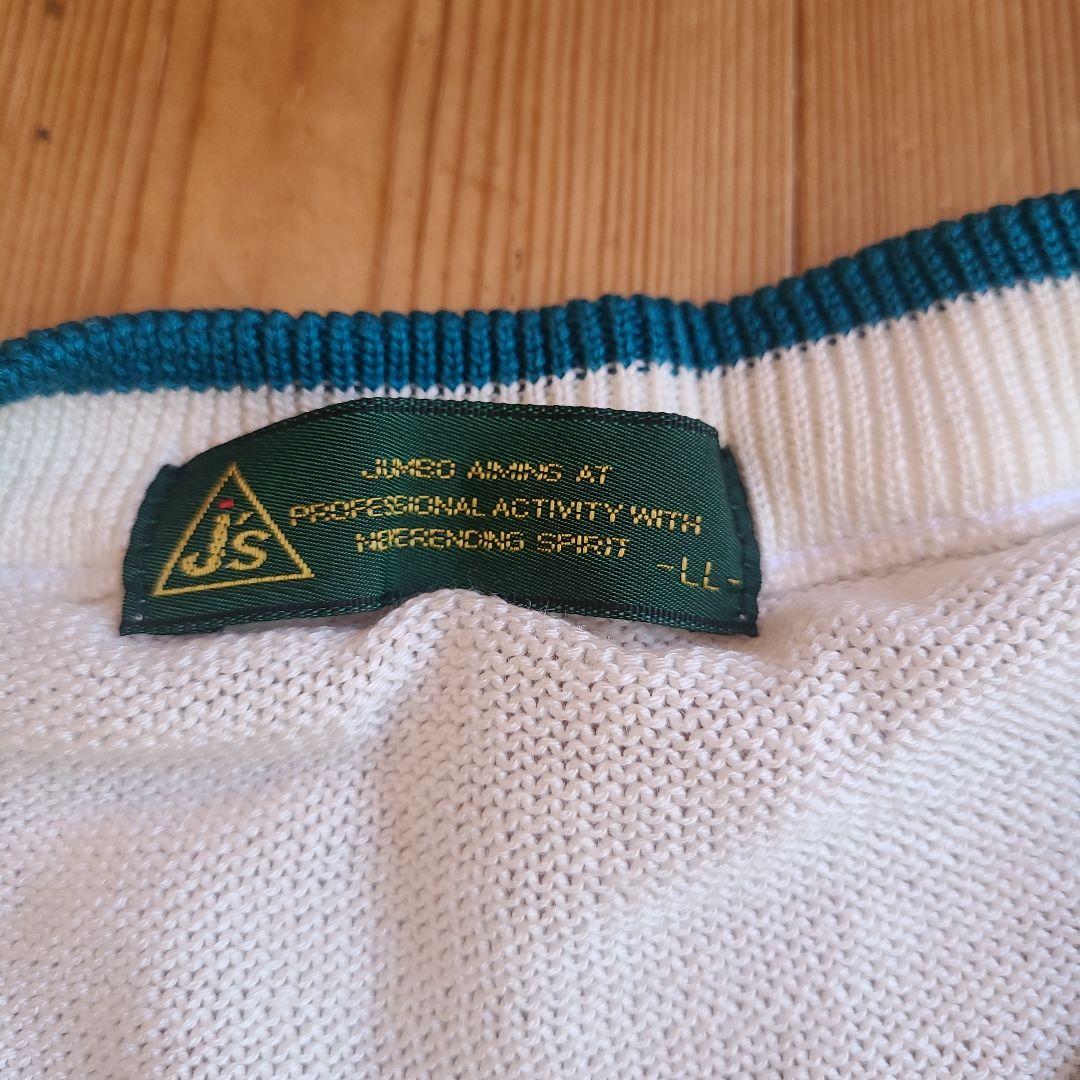 J's
JUMBO AIMING AT
PROFESSIONAL ACTIVITY WITH
NEVERENDING SPIRIT
-LL-